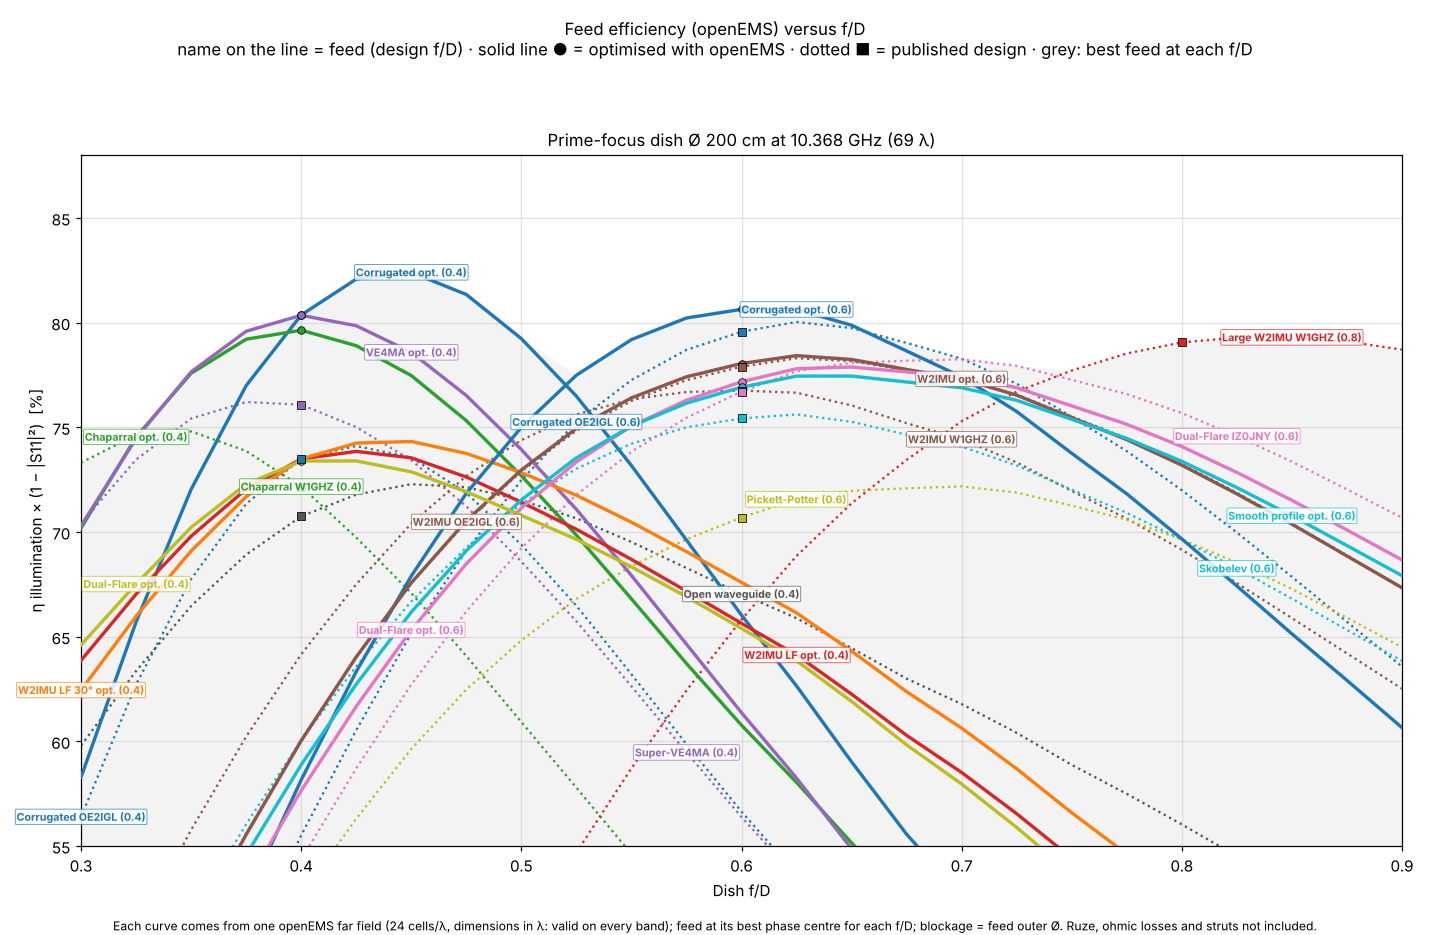 Feed efficiency (openEMS) versus f/D
name on the line = feed (design f/D) · solid line ● = optimised with openEMS · dotted ■ = published design · grey: best feed at each f/D
Prime-focus dish Ø 200 cm at 10.368 GHz (69 λ)
85
80
75
70
65
60
55
η illumination × (1 − |S11|²) [%]
Corrugated opt. (0.4)
Corrugated opt. (0.6)
Large W2IMU W1GHZ (0.8)
VE4MA opt. (0.4)
W2IMU opt. (0.6)
Corrugated OE2IGL (0.6)
Chaparral opt. (0.4)
W2IMU W1GHZ (0.6)
Dual-Flare IZ0JNY (0.6)
Chaparral W1GHZ (0.4)
Pickett-Potter (0.6)
W2IMU OE2IGL (0.6)
Smooth profile opt. (0.6)
Dual-Flare opt. (0.4)
Skobelev (0.6)
Open waveguide (0.4)
Dual-Flare opt. (0.6)
W2IMU LF opt. (0.4)
W2IMU LF 30° opt. (0.4)
Super-VE4MA (0.4)
Corrugated OE2IGL (0.4)
0.3 0.4 0.5 0.6 0.7 0.8 0.9
Dish f/D
Each curve comes from one openEMS far field (24 cells/λ, dimensions in λ: valid on every band); feed at its best phase centre for each f/D; blockage = feed outer Ø. Ruze, ohmic losses and struts not included.